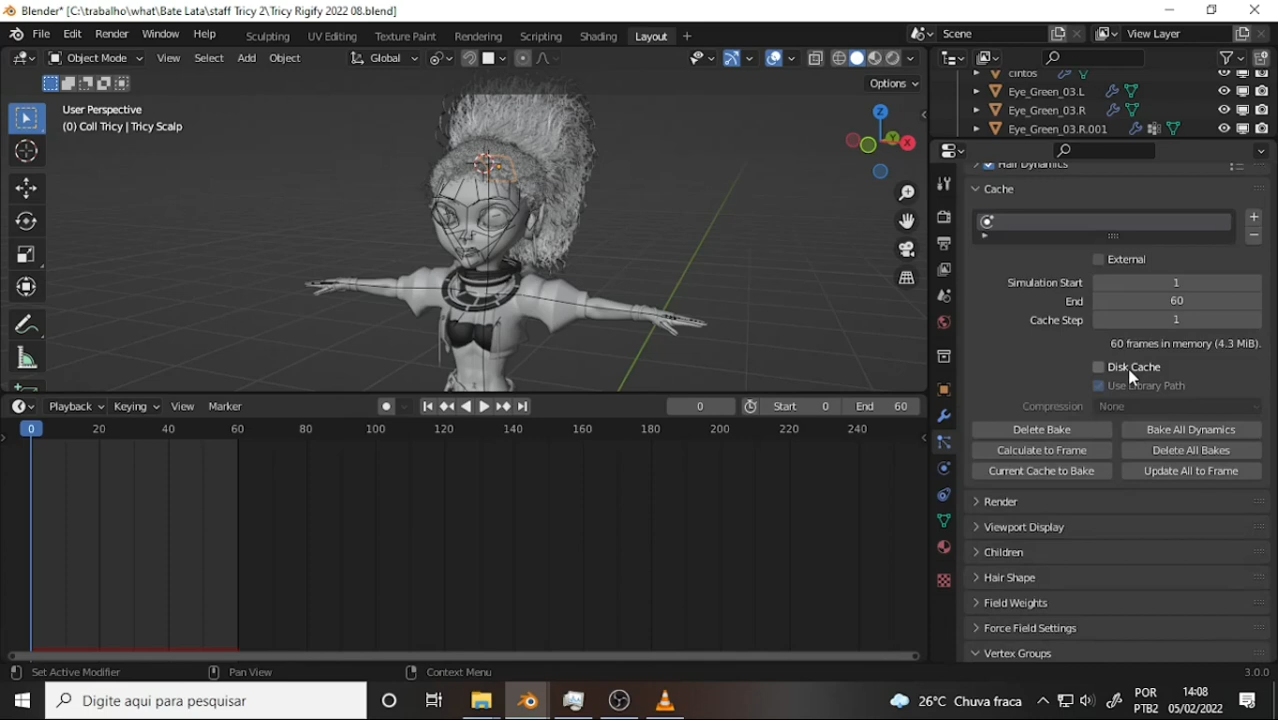 Blender* [C:\trabalho\what\Bate Lata\staff Tricy 2\Tricy Rigify 2022 08.blend]
File Edit Render Window Help Sculpting UV Editing Texture Paint Rendering Scripting Shading Layout + Scene View Layer
Object Mode View Select Add Object Global
Options
User Perspective
(0) Coll Tricy | Tricy Scalp
Z
Y
X
cintos
Eye_Green_03.L
Eye_Green_03.R
Eye_Green_03.R.001
Hair Dynamics
Cache
External
Simulation Start 1
End 60
Cache Step 1
60 frames in memory (4.3 MiB).
Disk Cache
Use Library Path
Compression None
Delete Bake Bake All Dynamics
Calculate to Frame Delete All Bakes
Current Cache to Bake Update All to Frame
Render
Viewport Display
Children
Hair Shape
Field Weights
Force Field Settings
Vertex Groups
Playback Keying View Marker 0 Start 0 End 60
0 20 40 60 80 100 120 140 160 180 200 220 240
Set Active Modifier Pan View Context Menu 3.0.0
Digite aqui para pesquisar 26°C Chuva fraca
POR 14:08
PTB2 05/02/2022